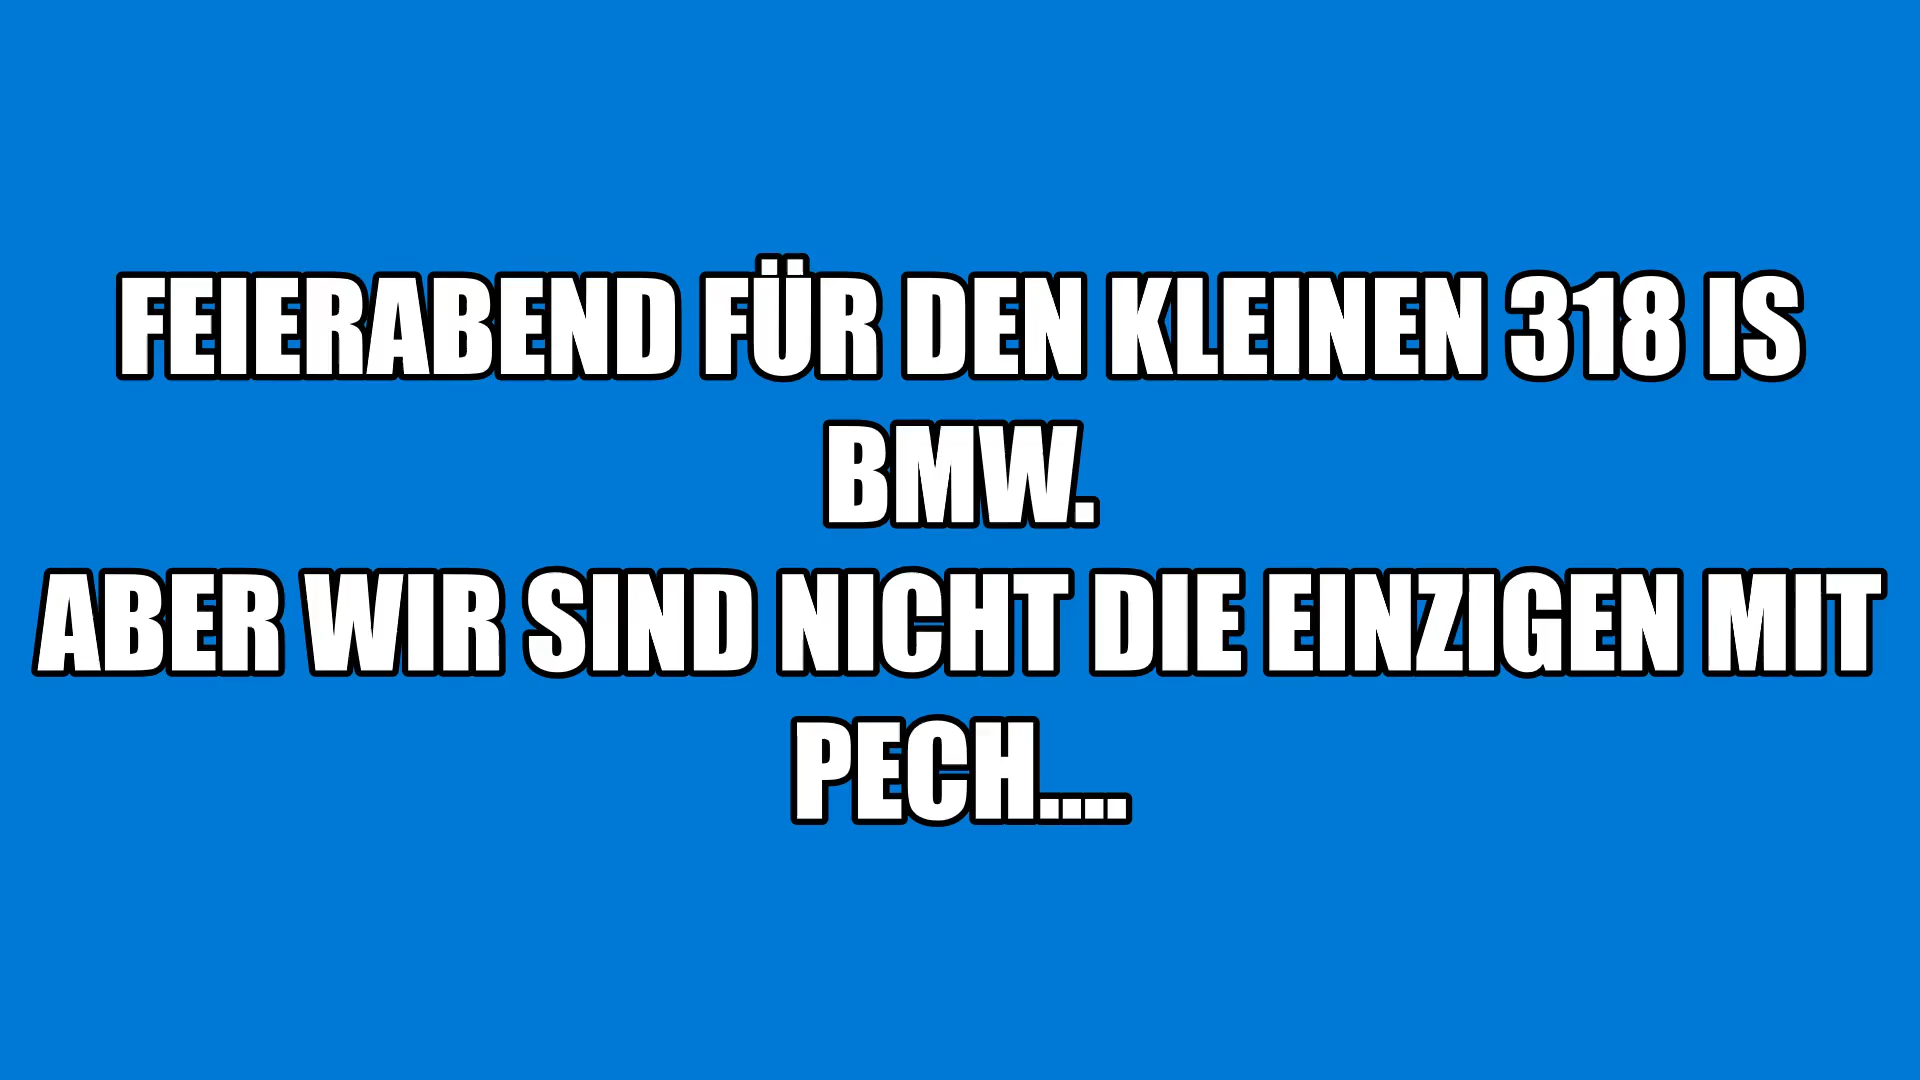 FEIERABEND FÜR DEN KLEINEN 318 IS
BMW.
ABER WIR SIND NICHT DIE EINZIGEN MIT
PECH....